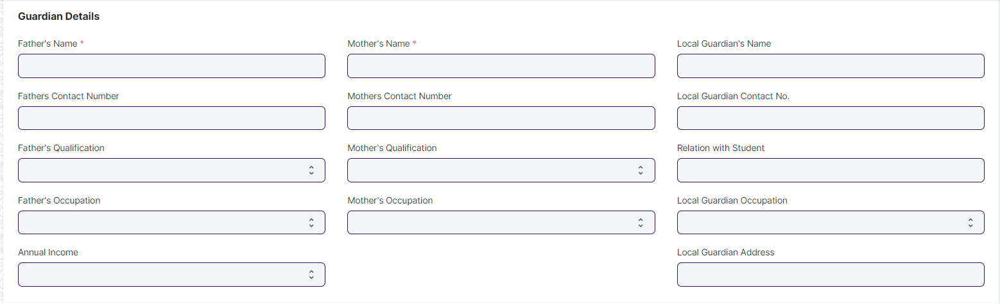 Guardian Details
Father's Name *
Mother's Name *
Local Guardian's Name
Fathers Contact Number
Mothers Contact Number
Local Guardian Contact No.
Father's Qualification
Mother's Qualification
Relation with Student
Father's Occupation
Mother's Occupation
Local Guardian Occupation
Annual Income
Local Guardian Address